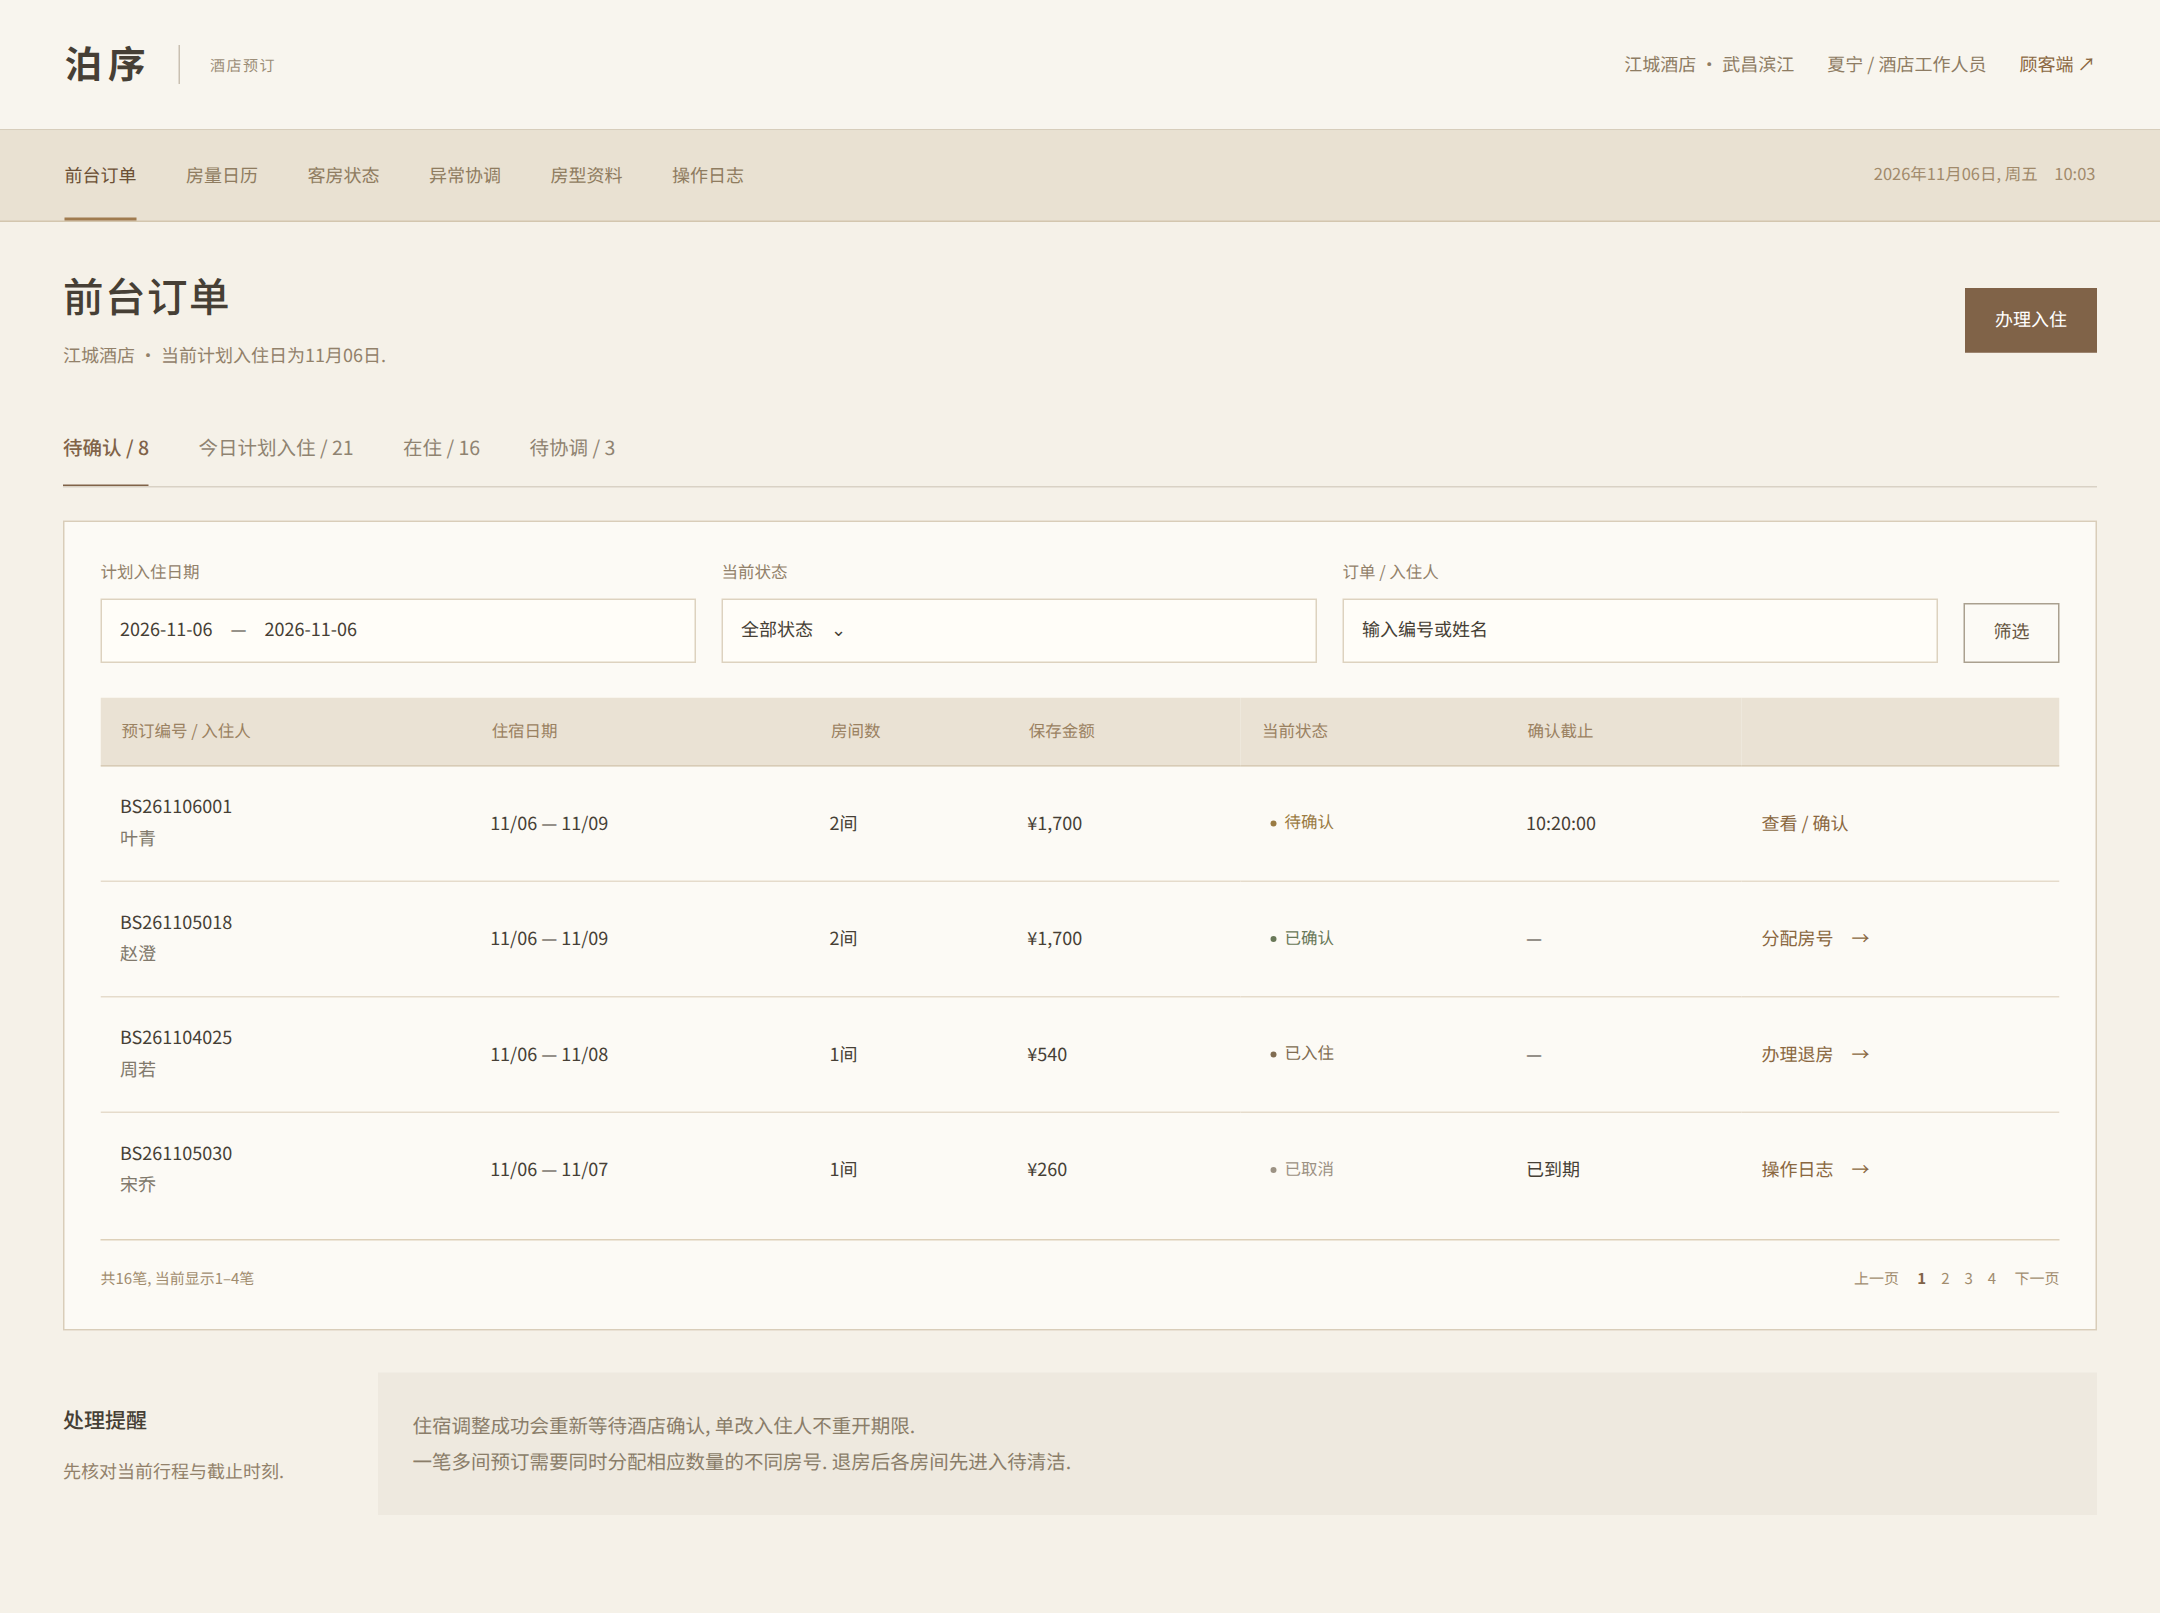 泊序 酒店预订 江城酒店 · 武昌滨江 夏宁 / 酒店工作人员 顾客端 ↗
前台订单 房量日历 客房状态 异常协调 房型资料 操作日志 2026年11月06日, 周五 10:03
前台订单
江城酒店 · 当前计划入住日为11月06日.
办理入住
待确认 / 8 今日计划入住 / 21 在住 / 16 待协调 / 3
计划入住日期 当前状态 订单 / 入住人
2026-11-06 — 2026-11-06 全部状态 ⌄ 输入编号或姓名 筛选
预订编号 / 入住人 住宿日期 房间数 保存金额 当前状态 确认截止
BS261106001
叶青
11/06 — 11/09 2间 ¥1,700 • 待确认 10:20:00 查看 / 确认
BS261105018
赵澄
11/06 — 11/09 2间 ¥1,700 • 已确认 — 分配房号 →
BS261104025
周若
11/06 — 11/08 1间 ¥540 • 已入住 — 办理退房 →
BS261105030
宋乔
11/06 — 11/07 1间 ¥260 • 已取消 已到期 操作日志 →
共16笔, 当前显示1–4笔 上一页 1 2 3 4 下一页
处理提醒
先核对当前行程与截止时刻.
住宿调整成功会重新等待酒店确认, 单改入住人不重开期限.
一笔多间预订需要同时分配相应数量的不同房号. 退房后各房间先进入待清洁.